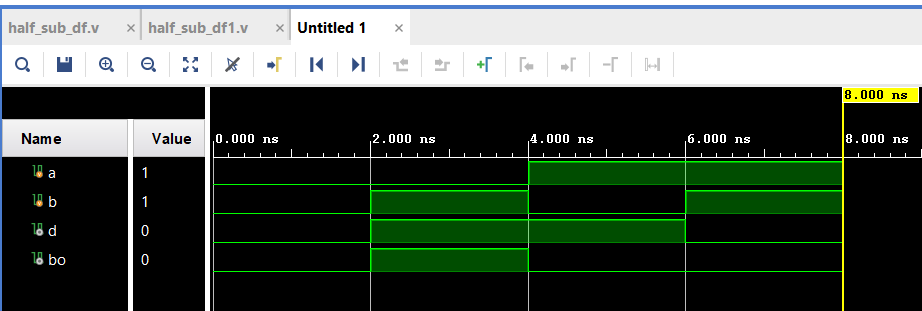 half_sub_df.v × half_sub_df1.v × Untitled 1 ×
8.000 ns
Name Value 0.000 ns 2.000 ns 4.000 ns 6.000 ns 8.000 ns
a 1
b 1
d 0
bo 0